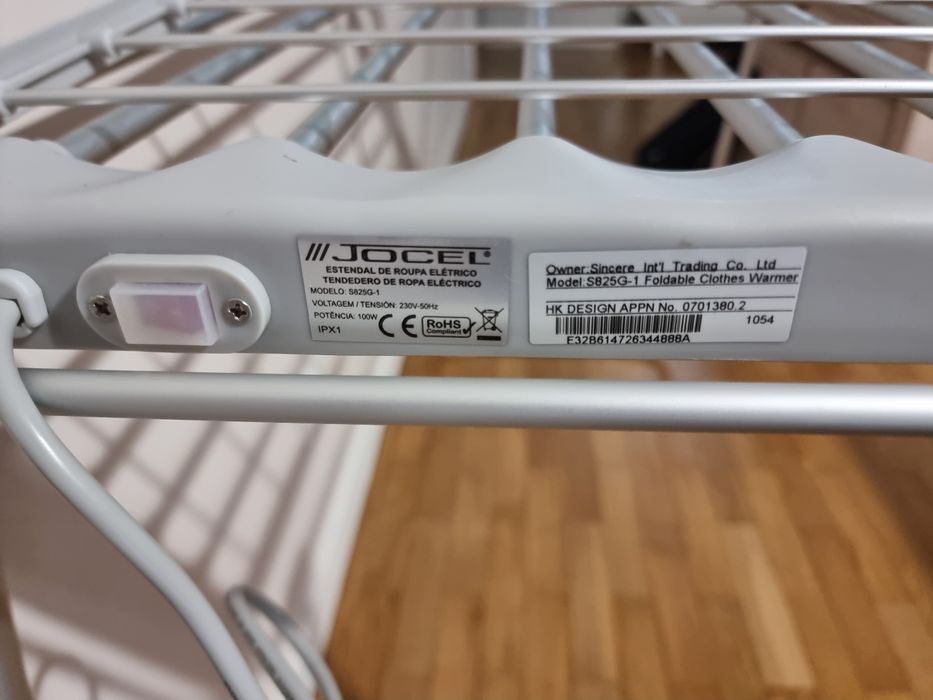 JOCEL®
ESTENDAL DE ROUPA ELÉTRICO
TENDEDERO DE ROPA ELÉCTRICO
MODELO: S825G-1
VOLTAGEM / TENSIÓN: 230V-50Hz
POTÊNCIA: 100W
IPX1
CE
RoHS
Compliant
Owner:Sincere Int'l Trading Co. Ltd
Model:S825G-1 Foldable Clothes Warmer
HK DESIGN APPN No. 0701380.2
1054
E32B614726344888A